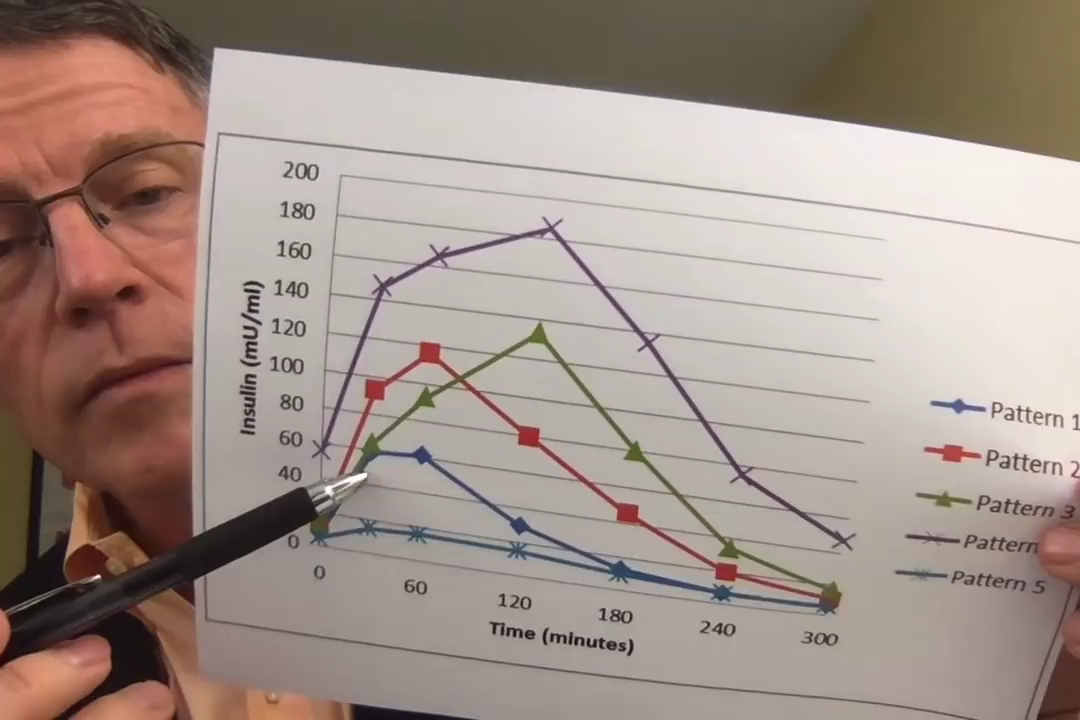 200
180
160
140
120
100
80
60
40
0
Insulin (mU/ml)
0
60
120
180
240
300
Time (minutes)
Pattern 1
Pattern 2
Pattern 3
Pattern
Pattern 5